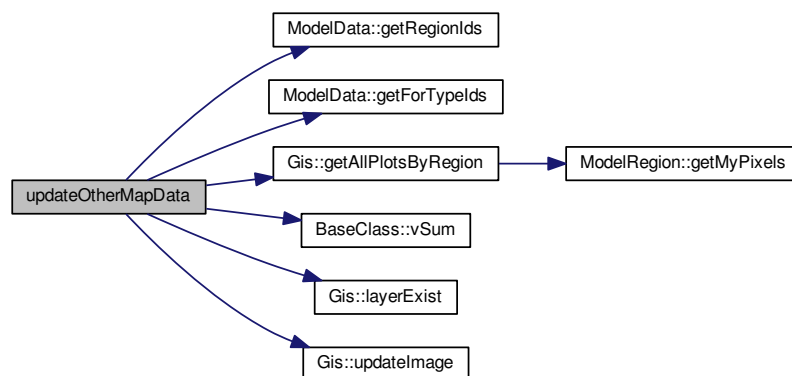 ModelData::getRegionIds
ModelData::getForTypeIds
Gis::getAllPlotsByRegion
ModelRegion::getMyPixels
updateOtherMapData
BaseClass::vSum
Gis::layerExist
Gis::updateImage